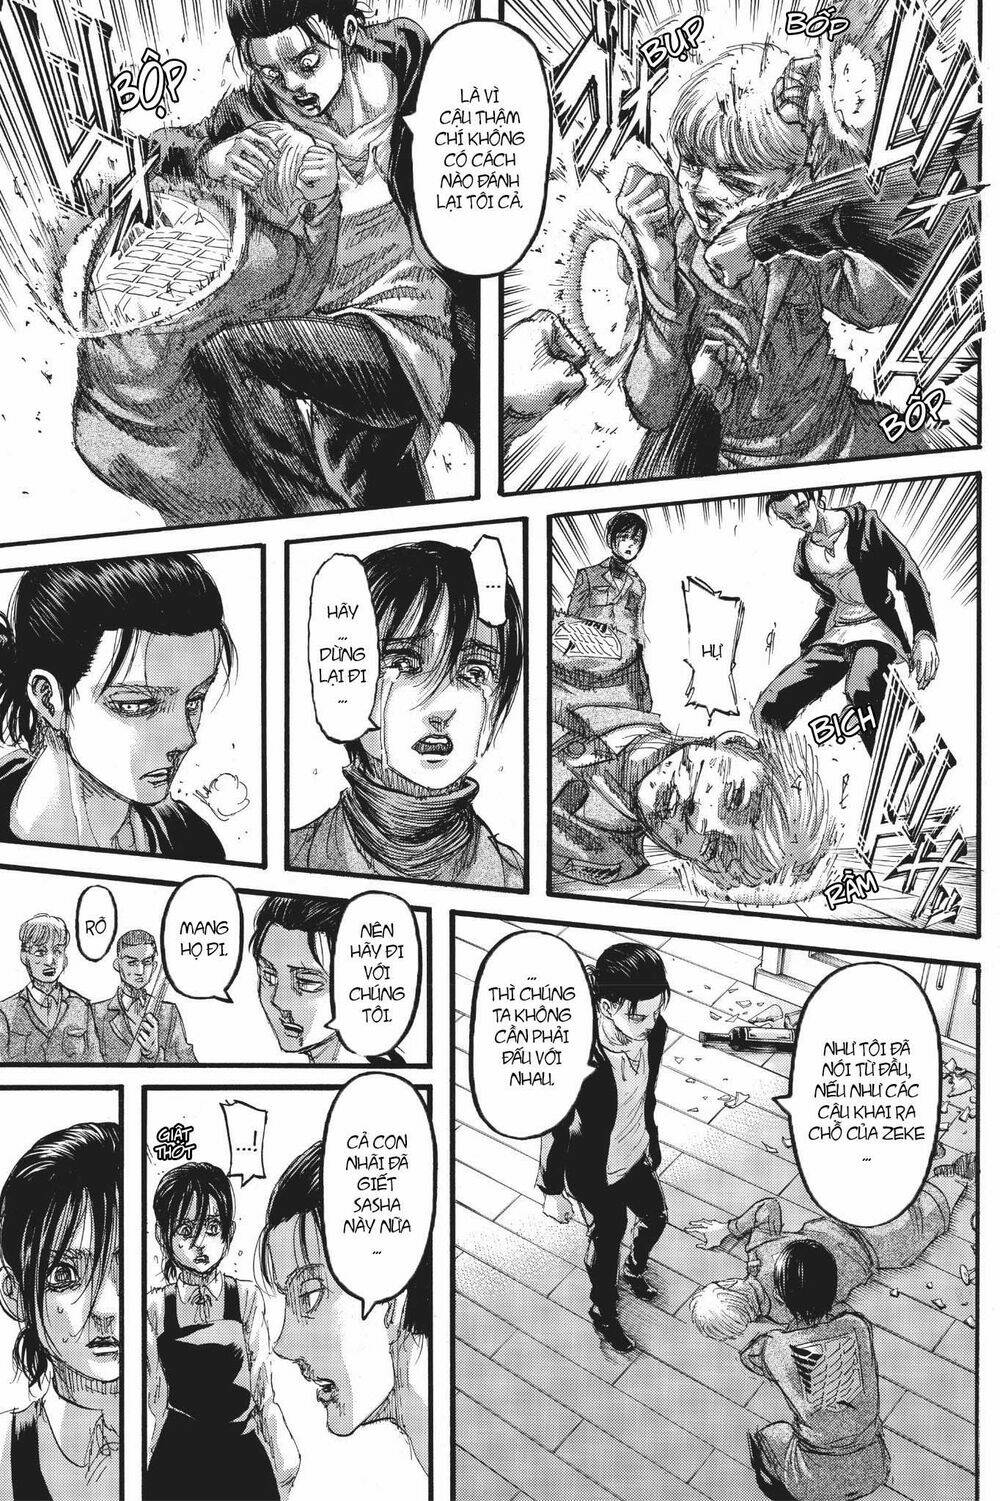 BỐP
BỤP
BỐP
LÀ VÌ
CẬU THẬM
CHÍ KHÔNG
CÓ CÁCH
NÀO ĐÁNH
LẠI TÔI CẢ.
BỘP
HỰ
BỊCH
RẦM
....
HÃY
...
DỪNG
LẠI ĐI
...
NHƯ TÔI ĐÃ
NÓI TỪ ĐẦU,
NẾU NHƯ CÁC
CẬU KHAI RA
CHỖ CỦA ZEKE
...
...
THÌ CHÚNG
TA KHÔNG
CẦN PHẢI
ĐẤU VỚI
NHAU.
NÊN
HÃY ĐI
VỚI
CHÚNG
TÔI.
MANG
HỌ ĐI.
RÕ
CẢ CON
NHÃI ĐÃ
GIẾT
SASHA
NÀY NỮA
...
...!
GIẬT
THÓT